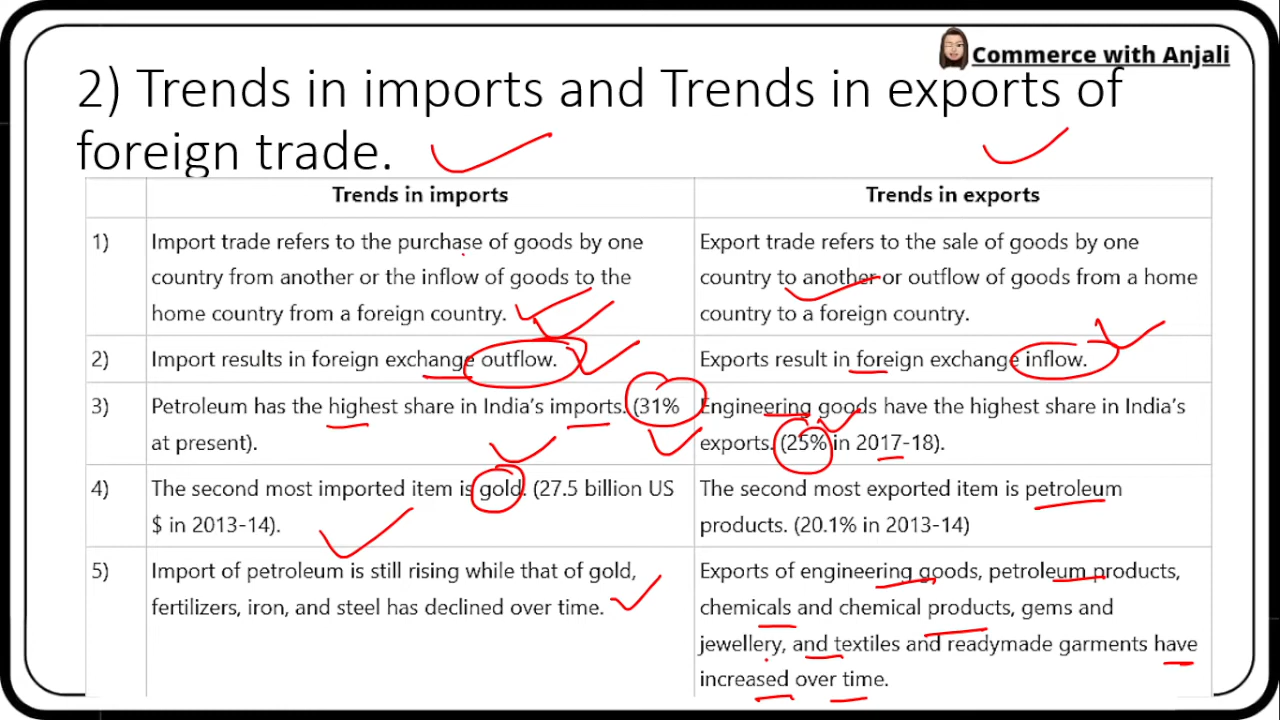 Commerce with Anjali
2) Trends in imports and Trends in exports of
foreign trade.
Trends in imports
Trends in exports
1)
Import trade refers to the purchase of goods by one
country from another or the inflow of goods to the
home country from a foreign country.
Export trade refers to the sale of goods by one
country to another or outflow of goods from a home
country to a foreign country.
2)
Import results in foreign exchange outflow.
Exports result in foreign exchange inflow.
3)
Petroleum has the highest share in India's imports. (31%
at present).
Engineering goods have the highest share in India's
exports. (25% in 2017-18).
4)
The second most imported item is gold. (27.5 billion US
$ in 2013-14).
The second most exported item is petroleum
products. (20.1% in 2013-14)
5)
Import of petroleum is still rising while that of gold,
fertilizers, iron, and steel has declined over time.
Exports of engineering goods, petroleum products,
chemicals and chemical products, gems and
jewellery, and textiles and readymade garments have
increased over time.